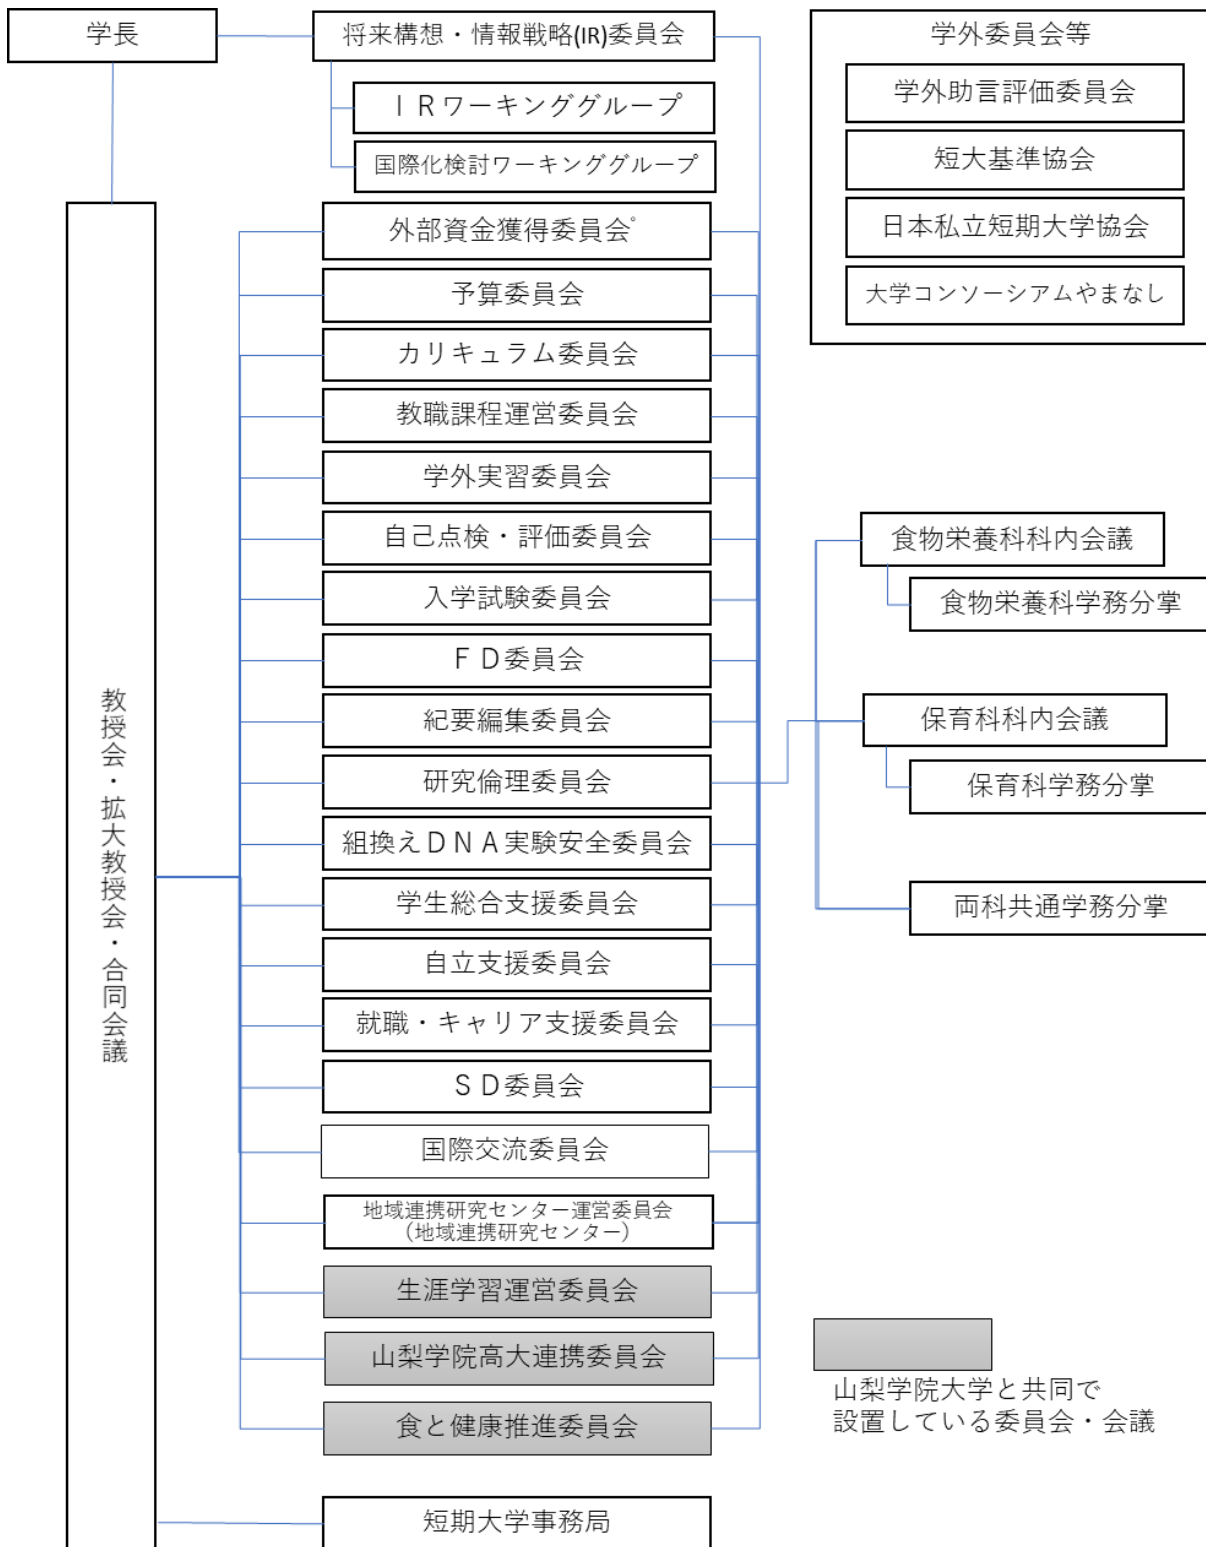 学長
将来構想・情報戦略(IR)委員会
ＩＲワーキンググループ
国際化検討ワーキンググループ
学外委員会等
学外助言評価委員会
短大基準協会
日本私立短期大学協会
大学コンソーシアムやまなし
教授会・拡大教授会・合同会議
外部資金獲得委員会゜
予算委員会
カリキュラム委員会
教職課程運営委員会
学外実習委員会
自己点検・評価委員会
入学試験委員会
ＦＤ委員会
紀要編集委員会
研究倫理委員会
組換えＤＮＡ実験安全委員会
学生総合支援委員会
自立支援委員会
就職・キャリア支援委員会
ＳＤ委員会
国際交流委員会
地域連携研究センター運営委員会
（地域連携研究センター）
生涯学習運営委員会
山梨学院高大連携委員会
食と健康推進委員会
短期大学事務局
食物栄養科科内会議
食物栄養科学務分掌
保育科科内会議
保育科学務分掌
両科共通学務分掌
山梨学院大学と共同で
設置している委員会・会議